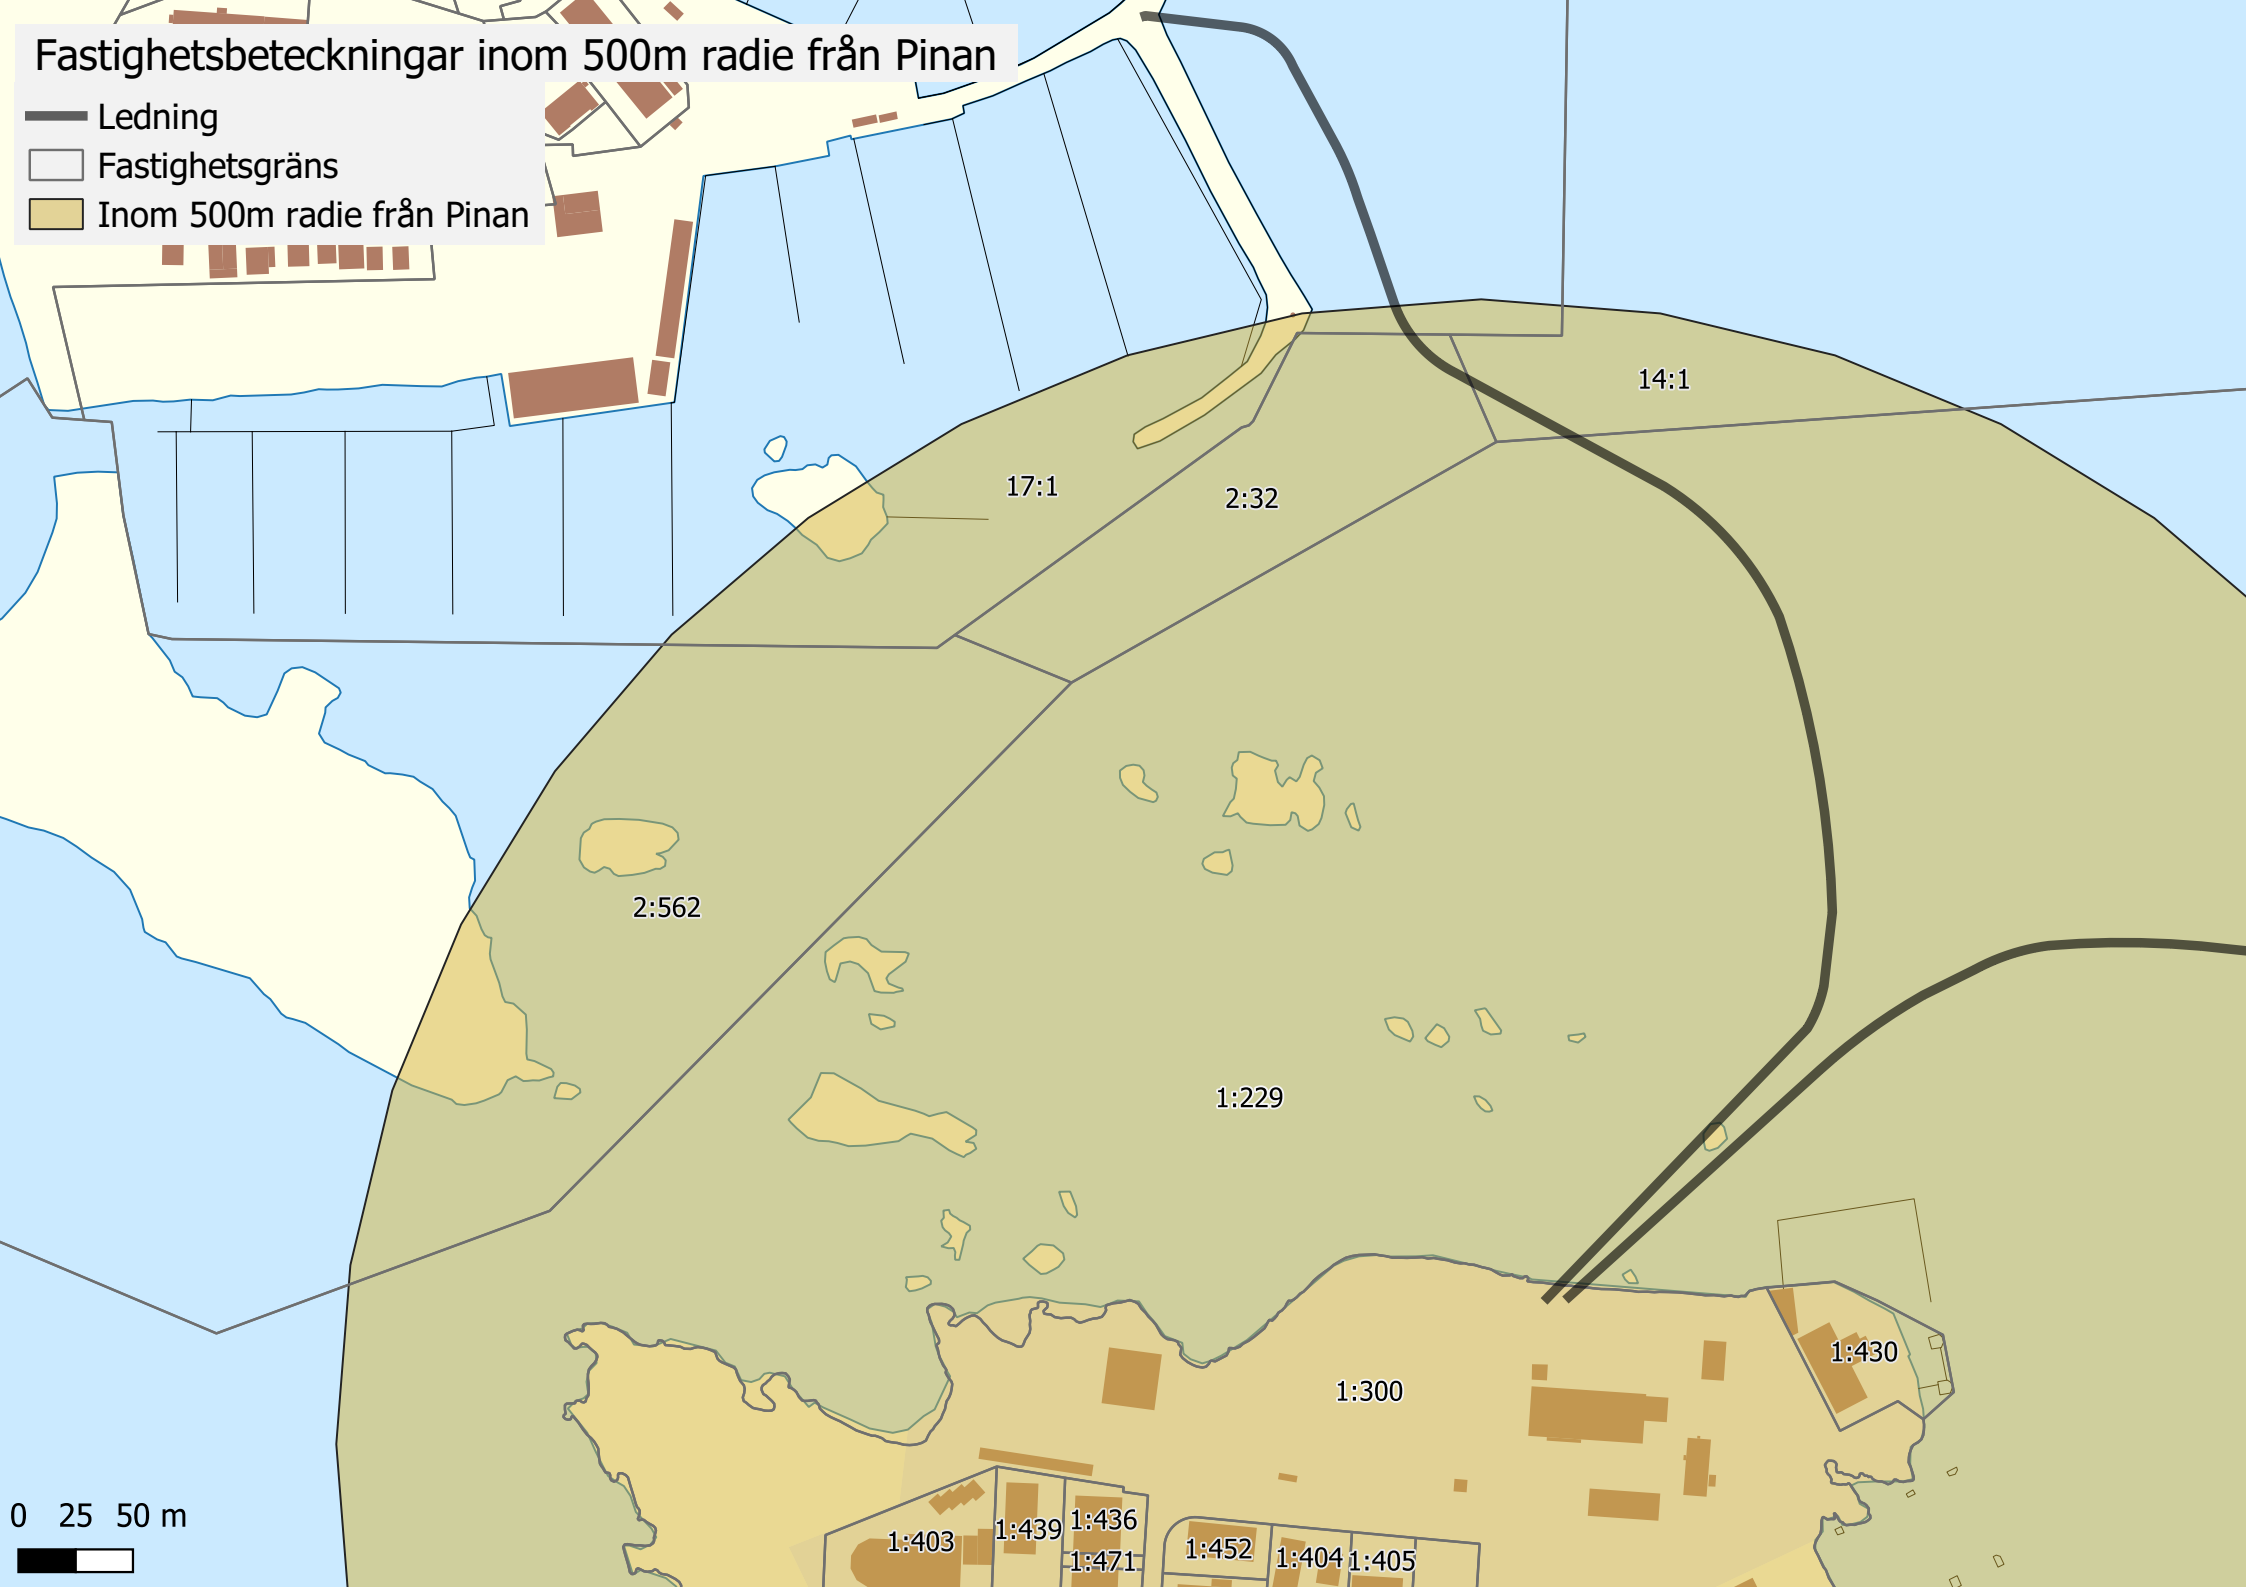 Fastighetsbeteckningar inom 500m radie från Pinan
Ledning
Fastighetsgräns
Inom 500m radie från Pinan
14:1
17:1
2:32
2:562
1:229
1:430
1:300
1:436
1:439
1:403
1:471
1:452
1:404
1:405
0 25 50 m